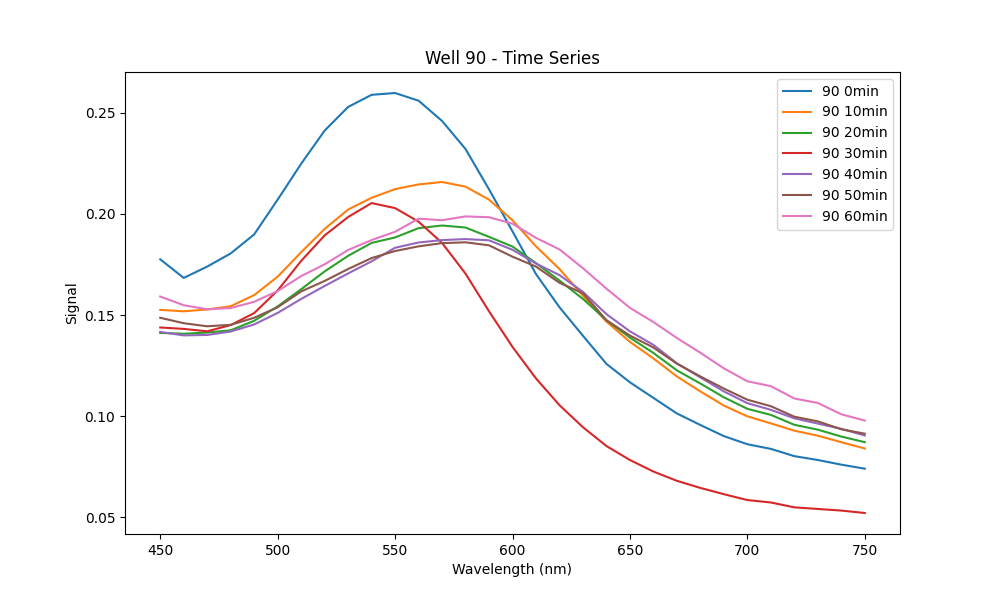 Well 90 - Time Series
Signal
0.25
0.20
0.15
0.10
0.05
90 0min
90 10min
90 20min
90 30min
90 40min
90 50min
90 60min
450 500 550 600 650 700 750
Wavelength (nm)